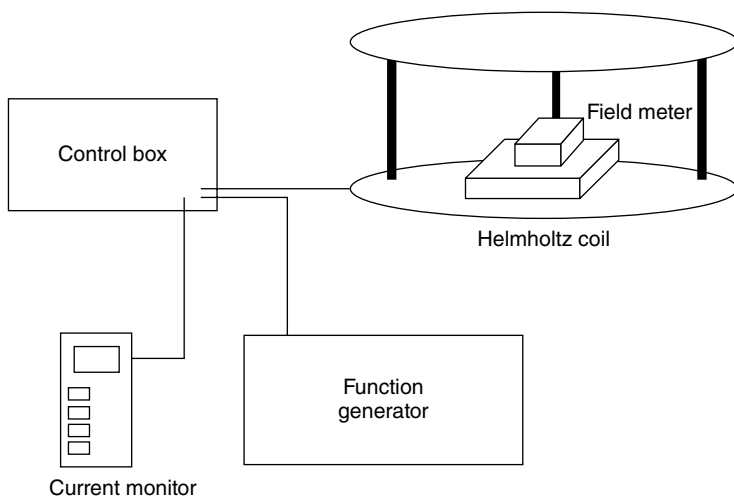 Field meter
Control box
Helmholtz coil
Function
generator
Current monitor